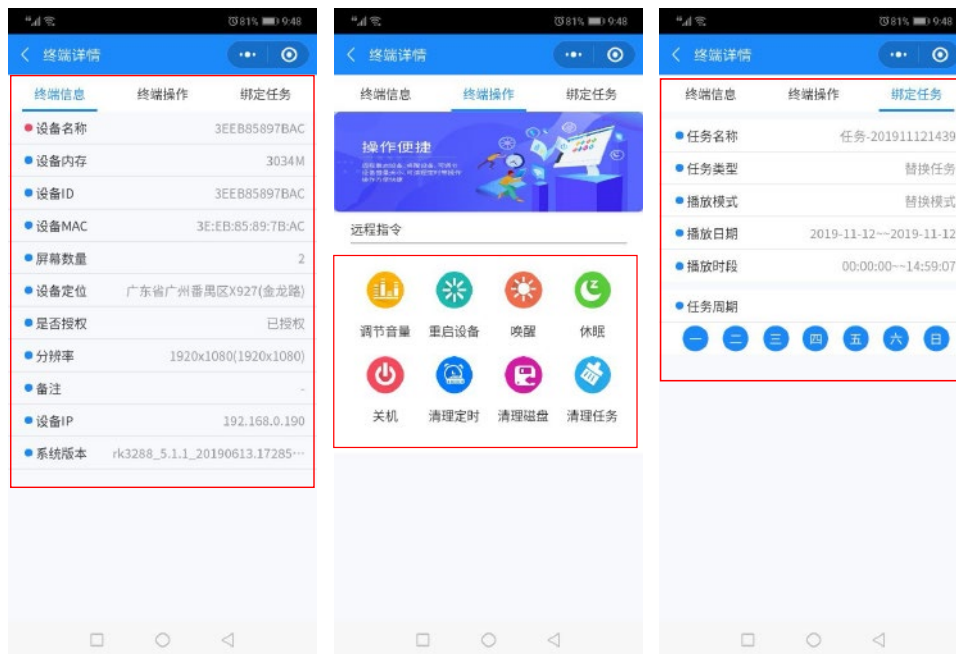 81% 9:48
终端详情
终端信息 终端操作 绑定任务
设备名称 3EEB85897BAC
设备内存 3034M
设备ID 3EEB85897BAC
设备MAC 3E:EB:85:89:7B:AC
屏幕数量 2
设备定位 广东省广州番禺区X927(金龙路)
是否授权 已授权
分辨率 1920x1080(1920x1080)
备注 -
设备IP 192.168.0.190
系统版本 rk3288_5.1.1_20190613.17285…
81% 9:48
终端详情
终端信息 终端操作 绑定任务
操作便捷
远程指令
调节音量 重启设备 唤醒 休眠
关机 清理定时 清理磁盘 清理任务
81% 9:48
终端详情
终端信息 终端操作 绑定任务
任务名称 任务-201911121439
任务类型 替换任务
播放模式 替换模式
播放日期 2019-11-12~~2019-11-12
播放时段 00:00:00~~14:59:07
任务周期
一 二 三 四 五 六 日